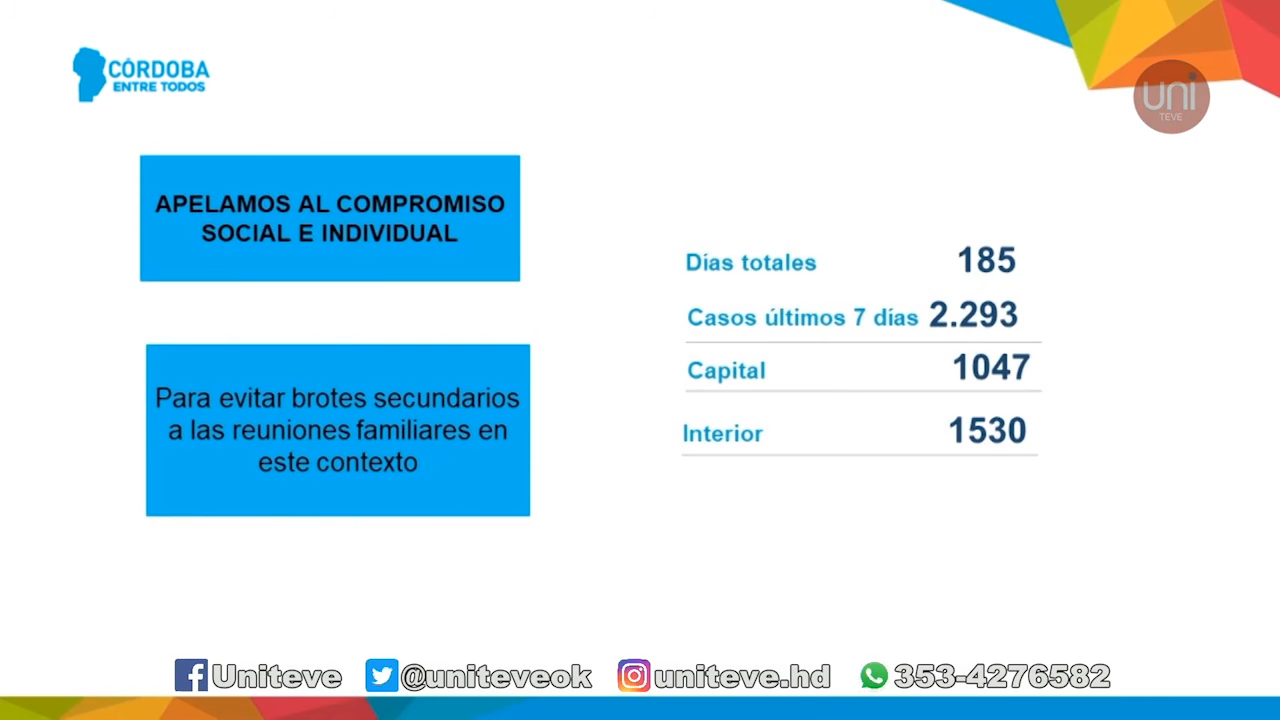 CÓRDOBA
ENTRE TODOS
uni
TEVE
APELAMOS AL COMPROMISO
SOCIAL E INDIVIDUAL
Para evitar brotes secundarios
a las reuniones familiares en
este contexto
Días totales 185
Casos últimos 7 días 2.293
Capital 1047
Interior 1530
Uniteve @uniteveok uniteve.hd 353-4276582